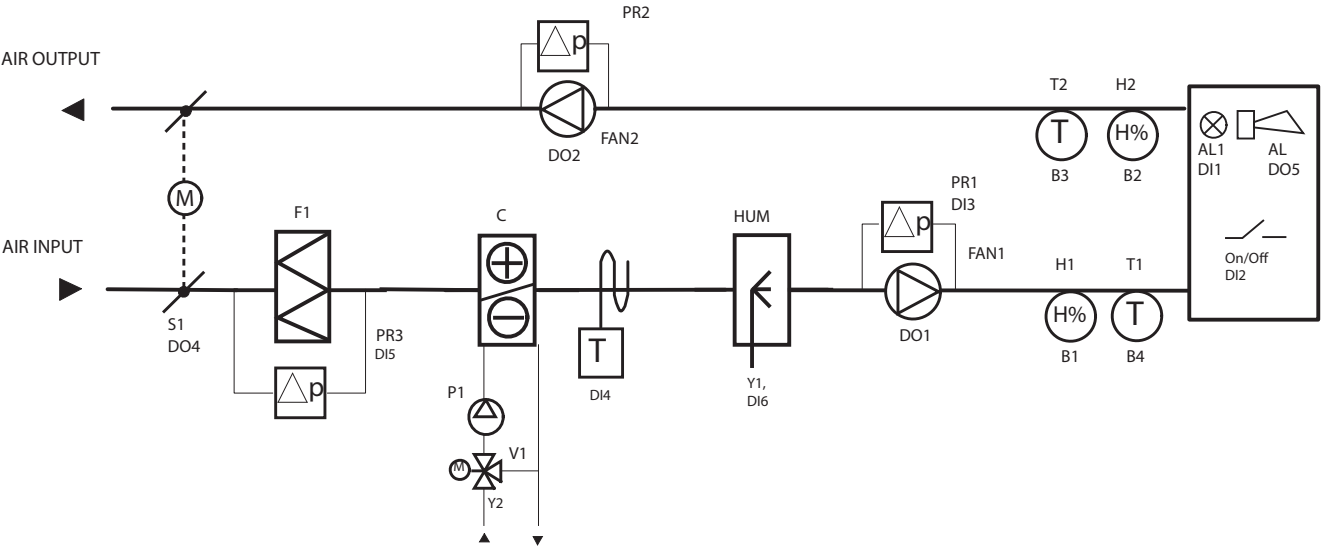 PR2
p
AIR OUTPUT
FAN2
DO2
T2
H2
T
H%
B3
B2
AL1
DI1
AL
DO5
M
F1
C
HUM
PR1
DI3
p
FAN1
AIR INPUT
On/Off
DI2
H1
T1
H%
T
B1
B4
S1
DO4
PR3
DI5
p
T
DI4
DO1
Y1,
DI6
P1
M
V1
Y2